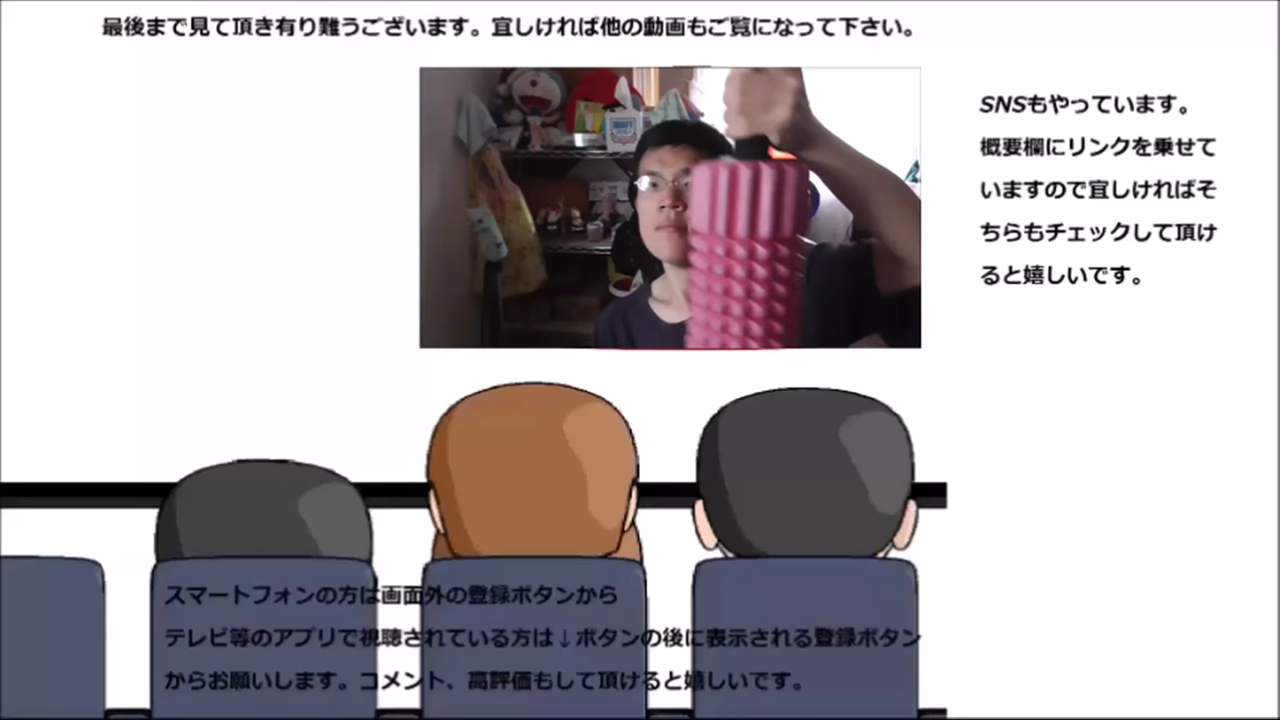 最後まで見て頂き有り難うございます。宜しければ他の動画もご覧になって下さい。
SNSもやっています。
概要欄にリンクを乗せて
いますので宜しければそ
ちらもチェックして頂け
ると嬉しいです。
スマートフォンの方は画面外の登録ボタンから
テレビ等のアプリで視聴されている方は↓ボタンの後に表示される登録ボタン
からお願いします。コメント、高評価もして頂けると嬉しいです。